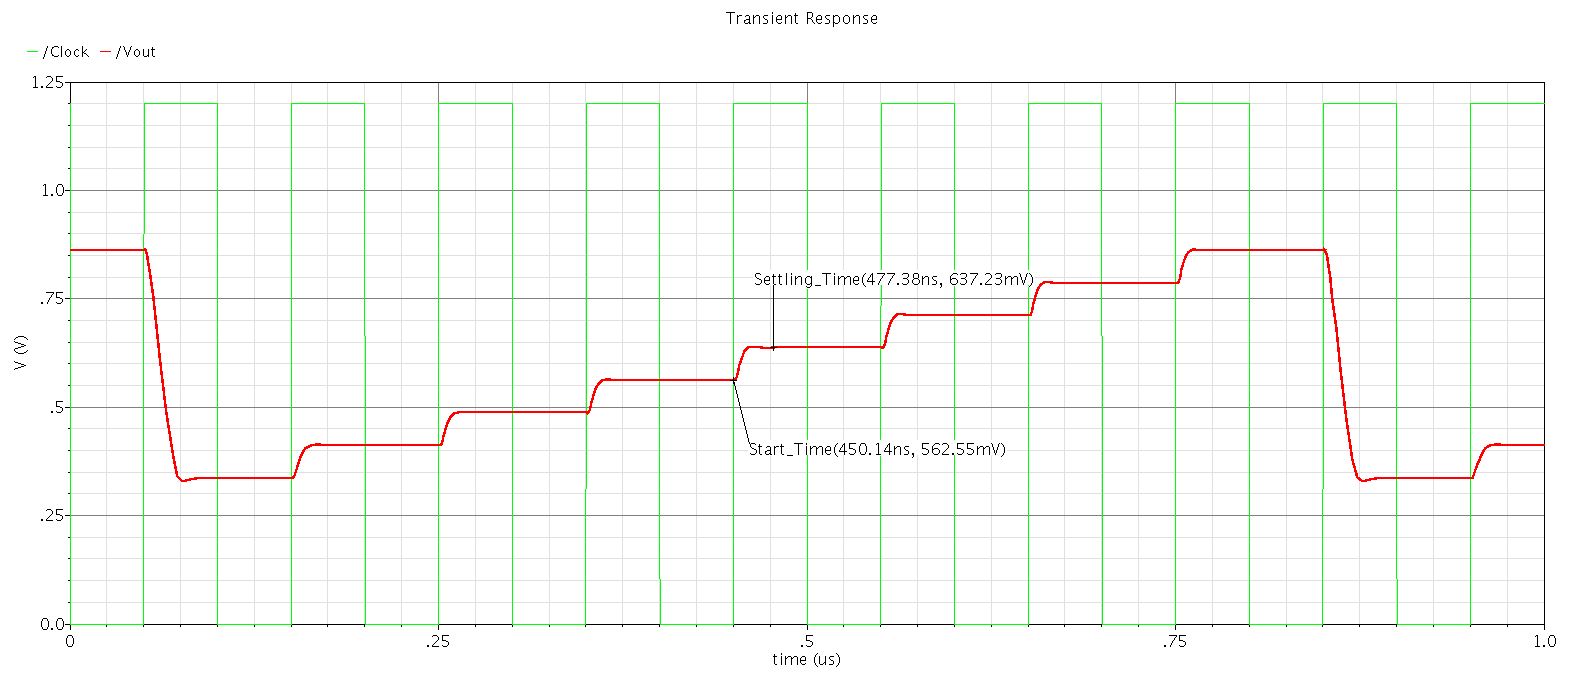 Transient Response
/Clock /Vout
1.25
1.0
.75
.5
.25
0.0
V (V)
Settling_Time(477.38ns, 637.23mV)
Start_Time(450.14ns, 562.55mV)
0 .25 .5 .75 1.0
time (us)